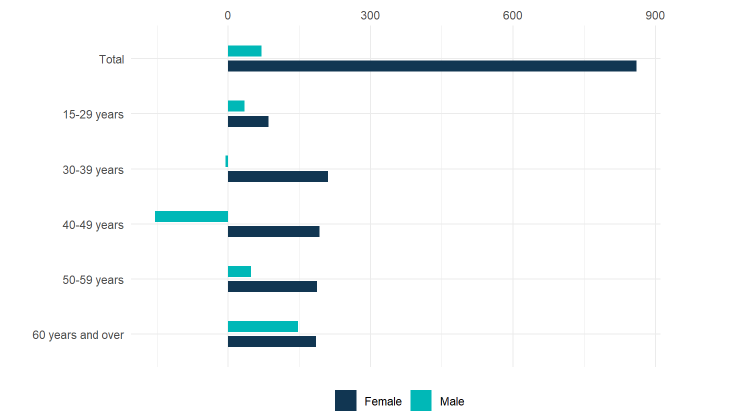 0 300 600 900
Total
15-29 years
30-39 years
40-49 years
50-59 years
60 years and over
Female Male